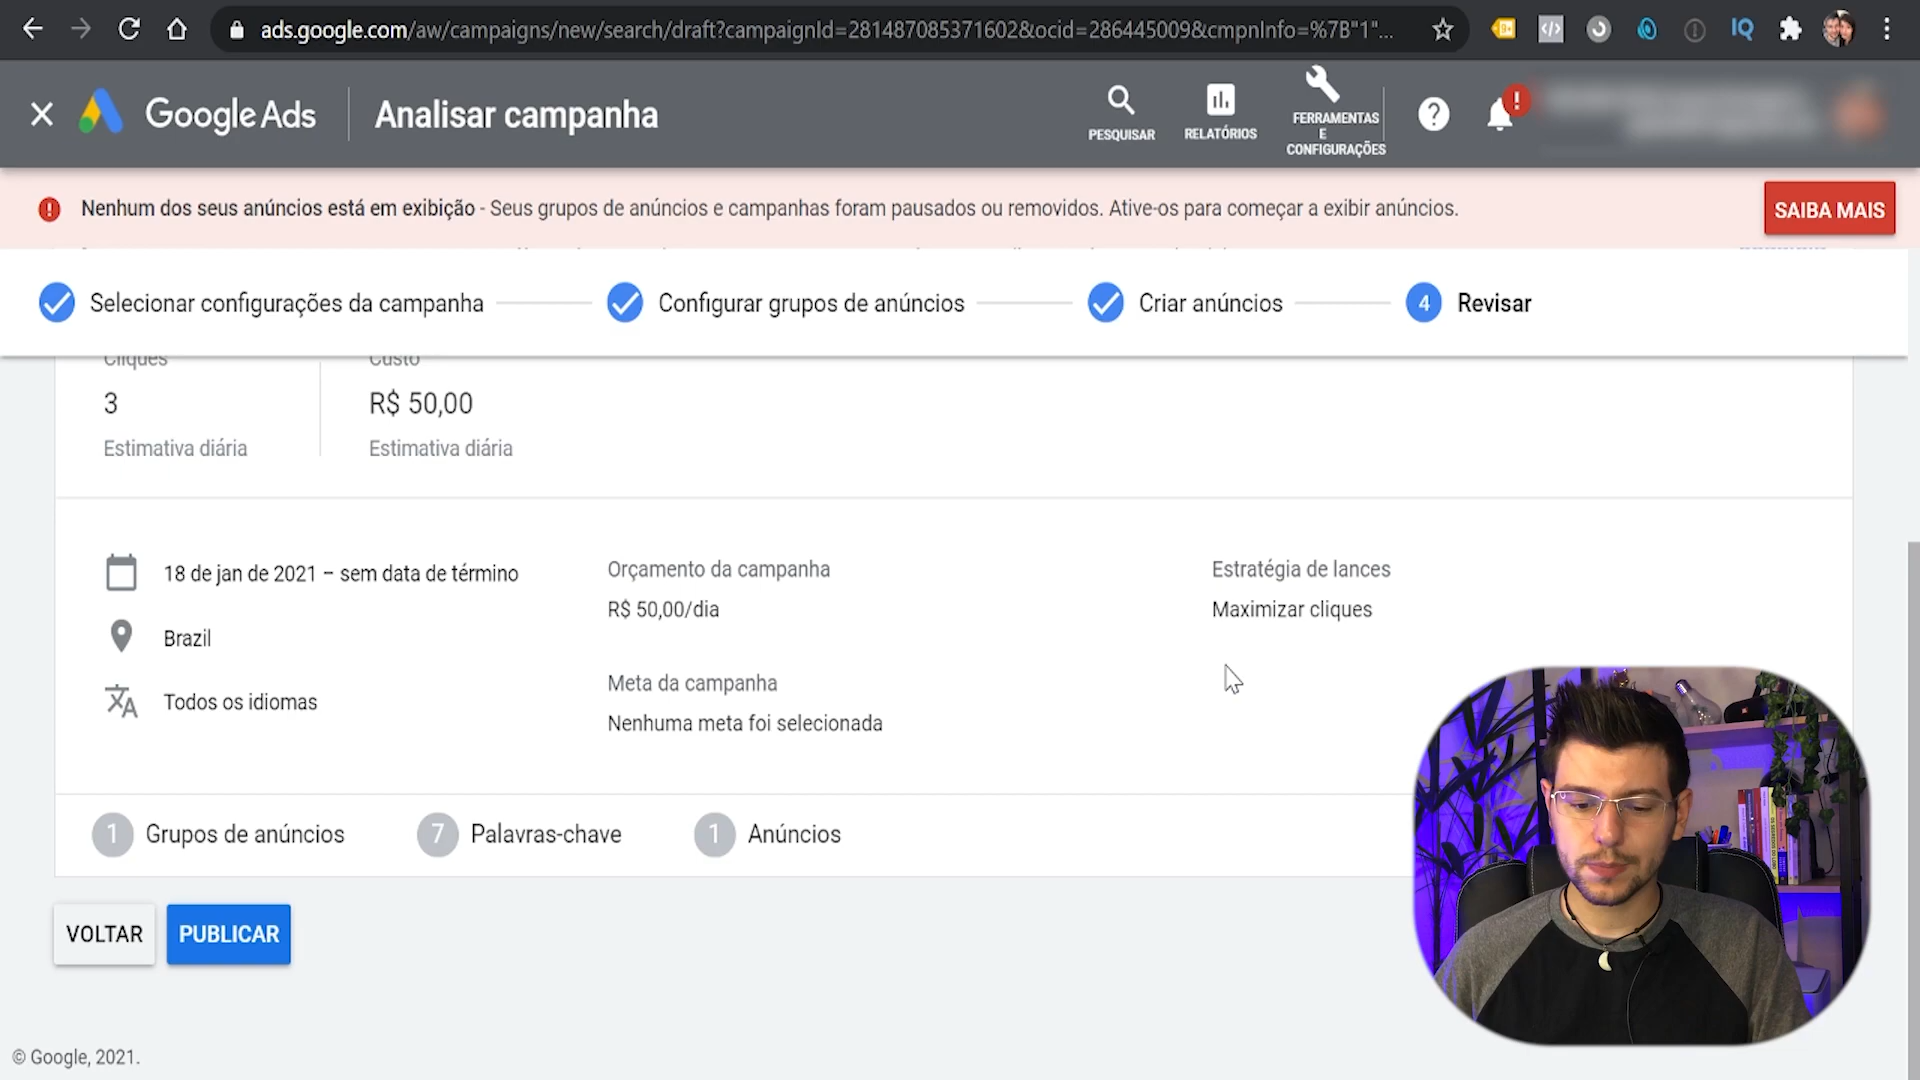 ads.google.com/aw/campaigns/new/search/draft?campaignId=281487085371602&ocid=286445009&cmpnInfo=%7B"1"...
IQ
Google Ads
Analisar campanha
PESQUISAR
RELATÓRIOS
FERRAMENTAS
E
CONFIGURAÇÕES
Nenhum dos seus anúncios está em exibição - Seus grupos de anúncios e campanhas foram pausados ou removidos. Ative-os para começar a exibir anúncios.
SAIBA MAIS
Selecionar configurações da campanha
Configurar grupos de anúncios
Criar anúncios
4 Revisar
Cliques
Custo
3
R$ 50,00
Estimativa diária
Estimativa diária
18 de jan de 2021 – sem data de término
Orçamento da campanha
Estratégia de lances
R$ 50,00/dia
Maximizar cliques
Brazil
Meta da campanha
Todos os idiomas
Nenhuma meta foi selecionada
1 Grupos de anúncios
7 Palavras-chave
1 Anúncios
VOLTAR
PUBLICAR
© Google, 2021.